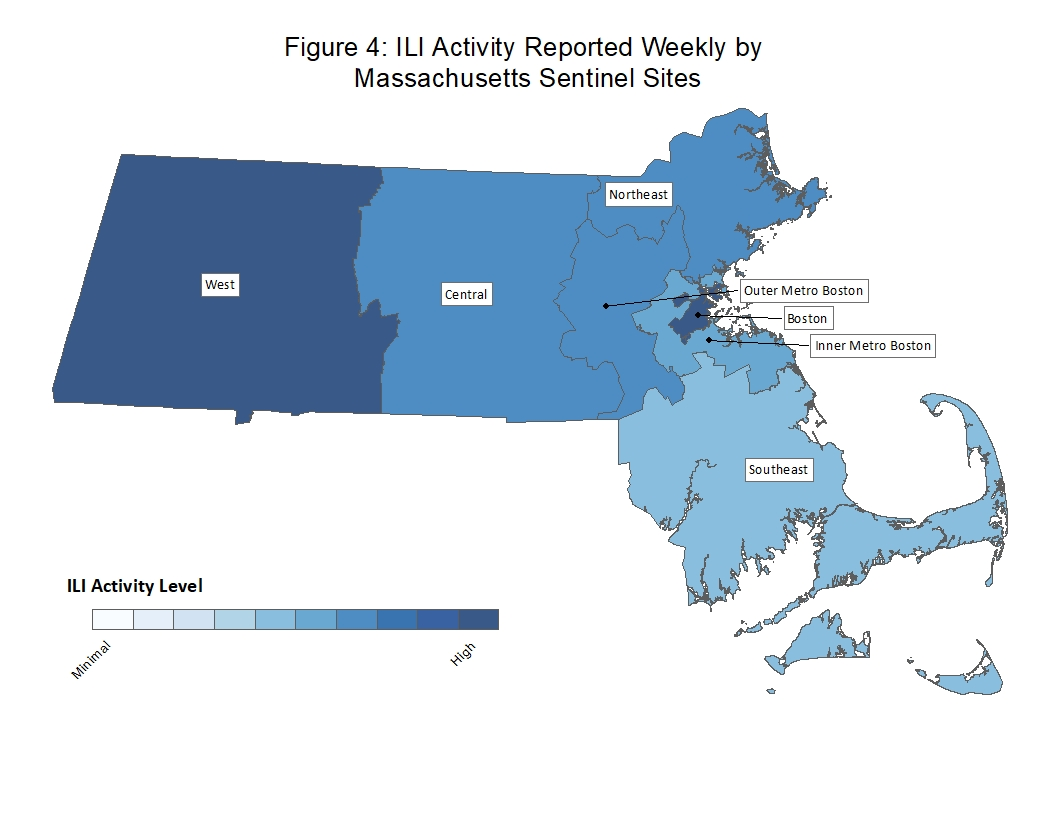 Figure 4: ILI Activity Reported Weekly by
Massachusetts Sentinel Sites
Northeast
West
Central
Outer Metro Boston
Boston
Inner Metro Boston
Southeast
ILI Activity Level
Minimal
High